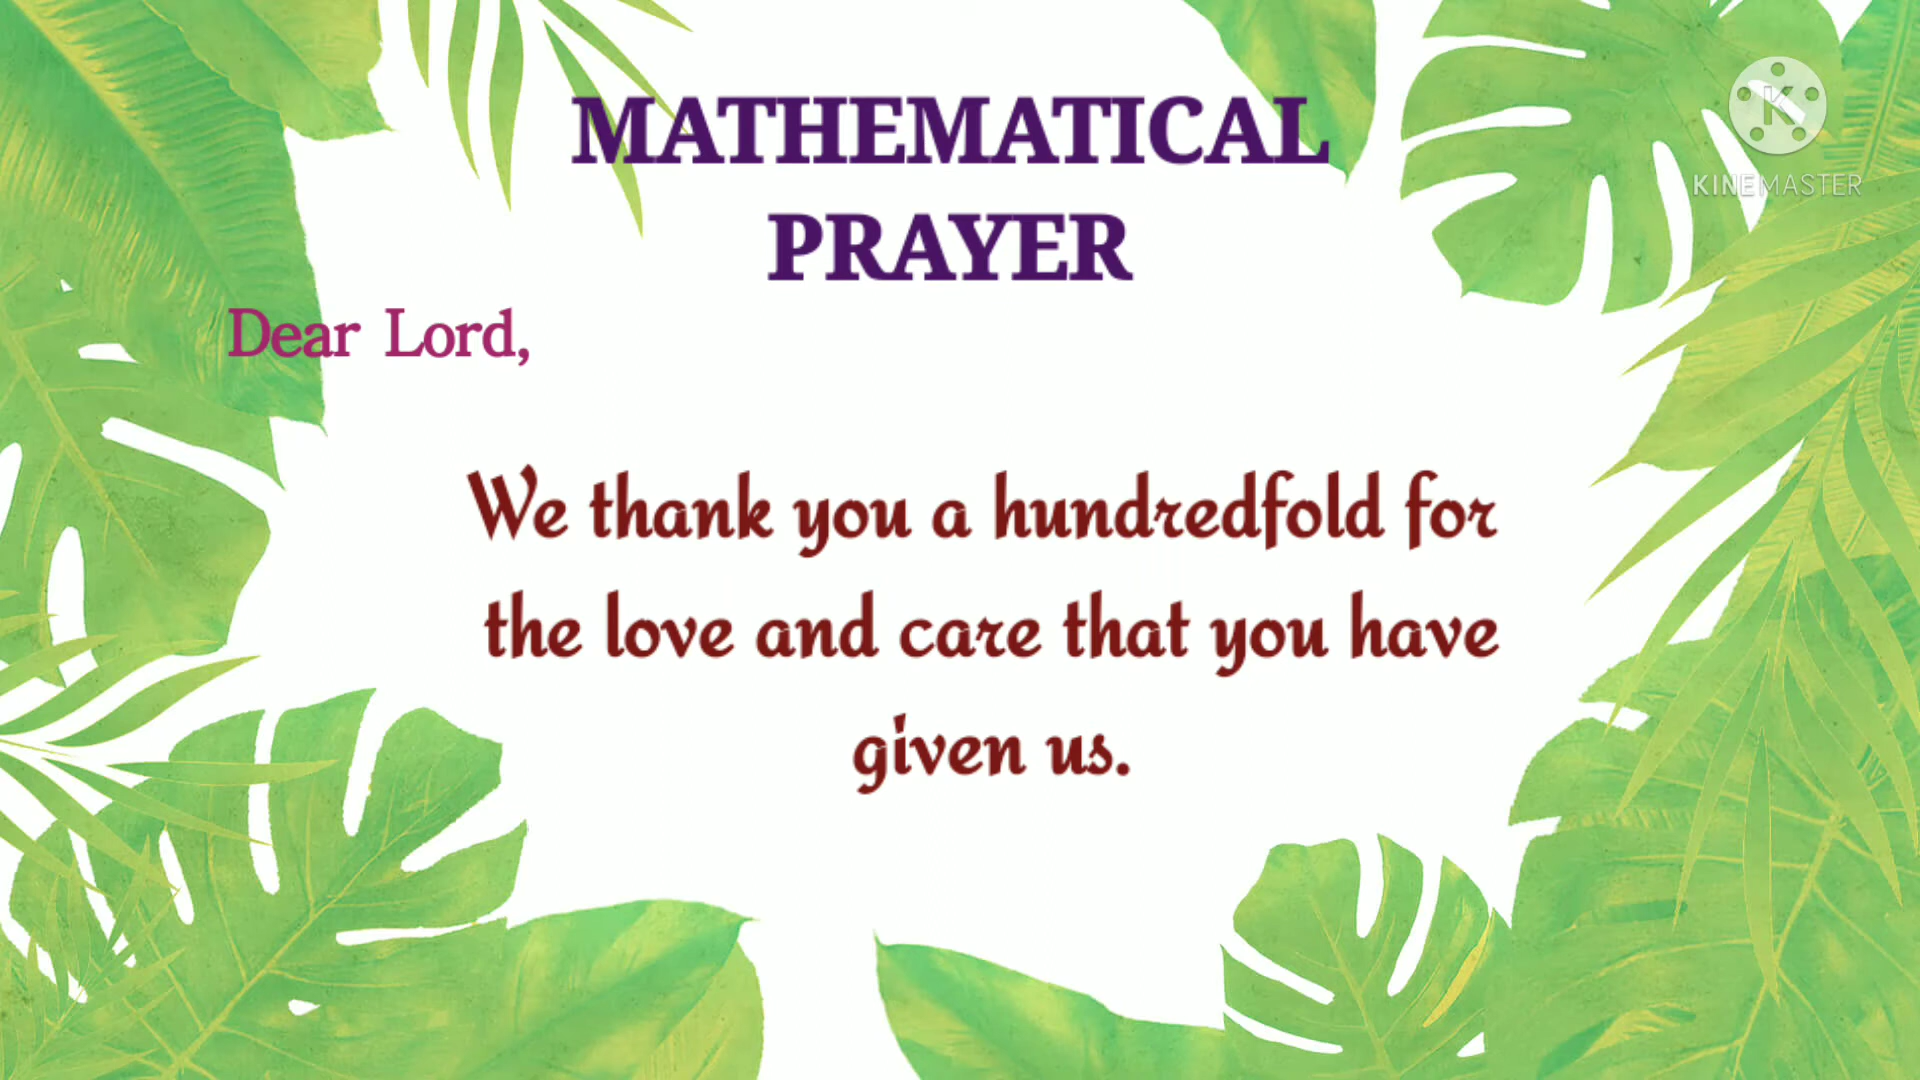 MATHEMATICAL
PRAYER
Dear Lord,
We thank you a hundredfold for
the love and care that you have
given us.
K
KINEMASTER